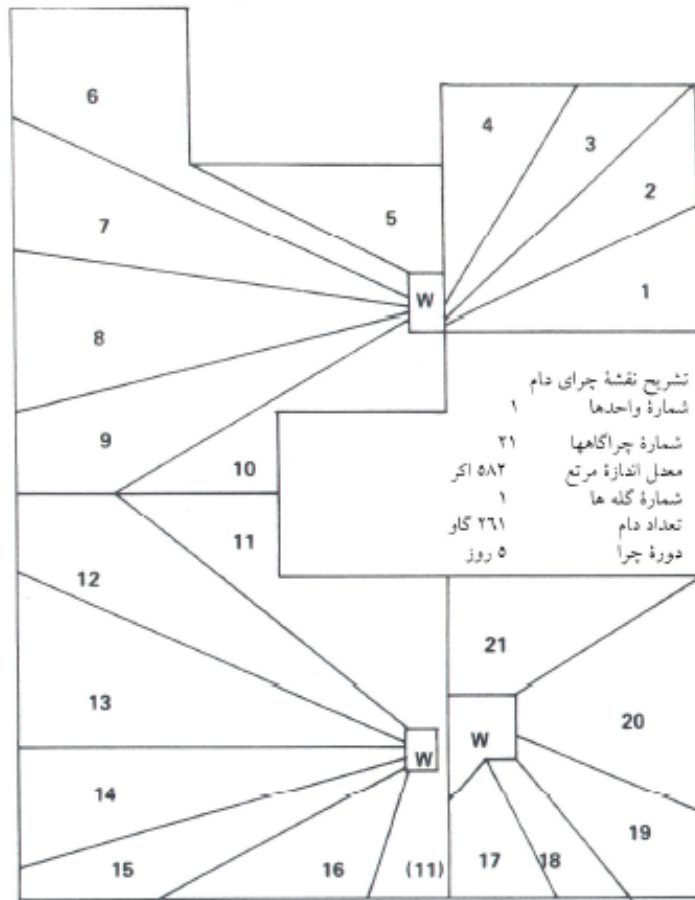 6
4
3
2
7
5
1
W
8
9
10
تشریح نقشهٔ چرای دام
شمارهٔ واحدها ۱
شمارهٔ چراگاهها ۲۱
معدل اندازهٔ مرتع ۵۸۲ اکر
شمارهٔ گله ها ۱
تعداد دام ۲۶۱ گاو
دورهٔ چرا ۵ روز
11
12
13
21
20
W
W
14
15
16
(11)
17
18
19